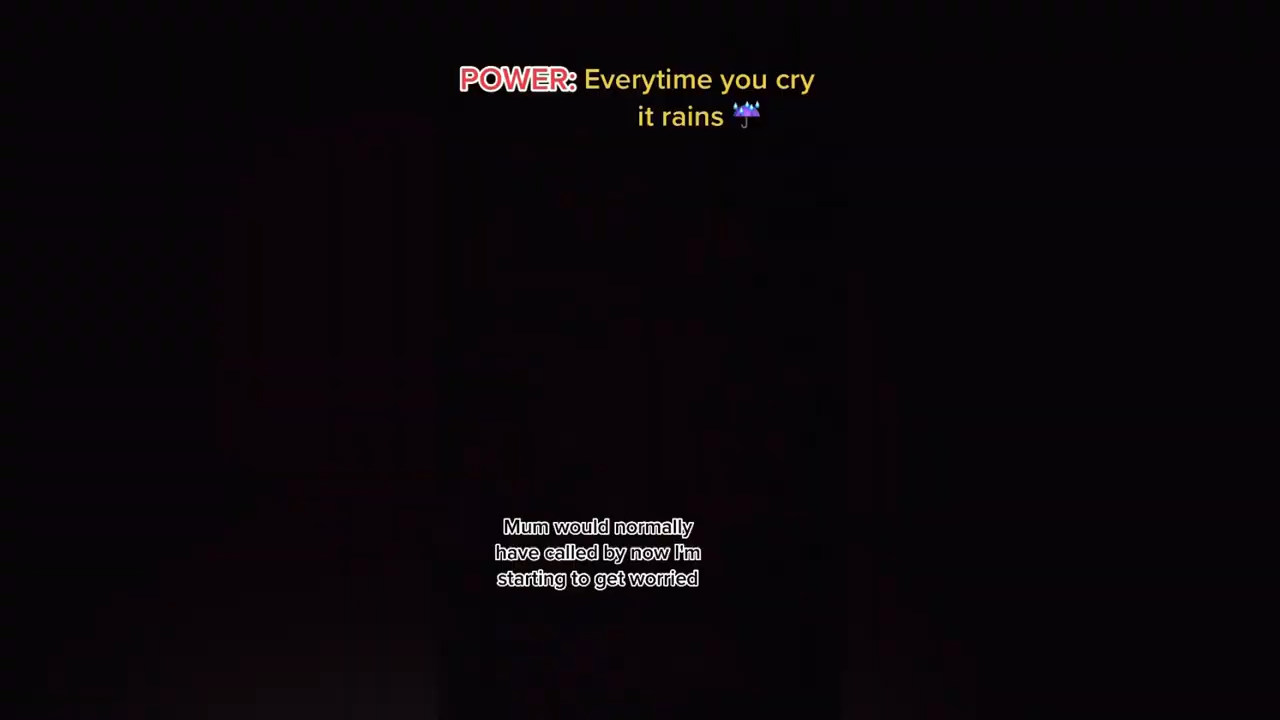 POWER: Everytime you cry
it rains ☔
Mum would normally
have called by now I'm
starting to get worried